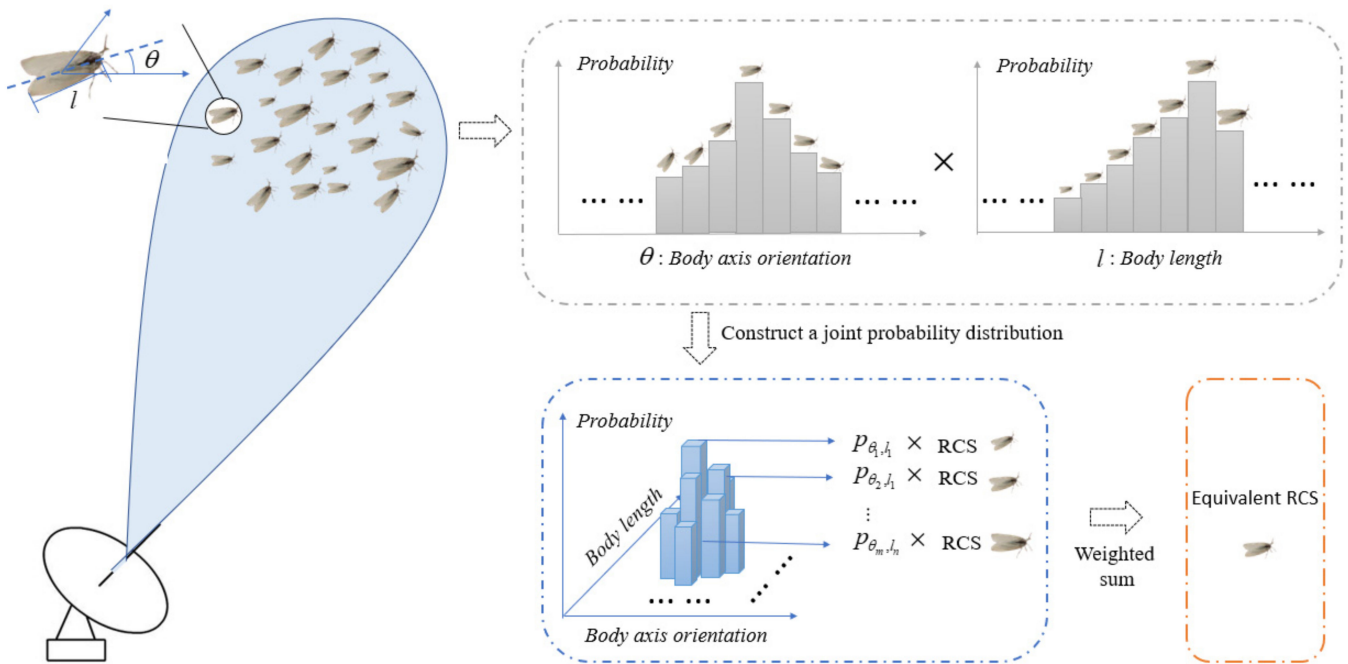 θ
l
Probability
...... ......
...... ......
θ : Body axis orientation
×
Probability
...... ......
...... ......
l : Body length
Construct a joint probability distribution
Probability
Body length
...... ......
......
Body axis orientation
pθ₁,l₁ × RCS
pθ₂,l₁ × RCS
⋮
pθₘ,lₙ × RCS
Weighted
sum
Equivalent RCS